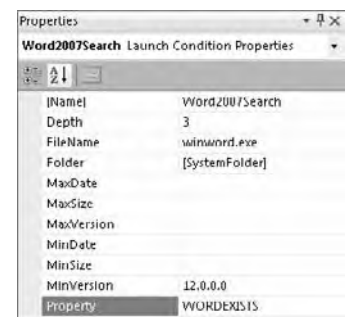 Properties
Word2007Search Launch Condition Properties
(Name) Word2007Search
Depth 3
FileName winword.exe
Folder [SystemFolder]
MaxDate
MaxSize
MaxVersion
MinDate
MinSize
MinVersion 12.0.0.0
Property WORDEXISTS